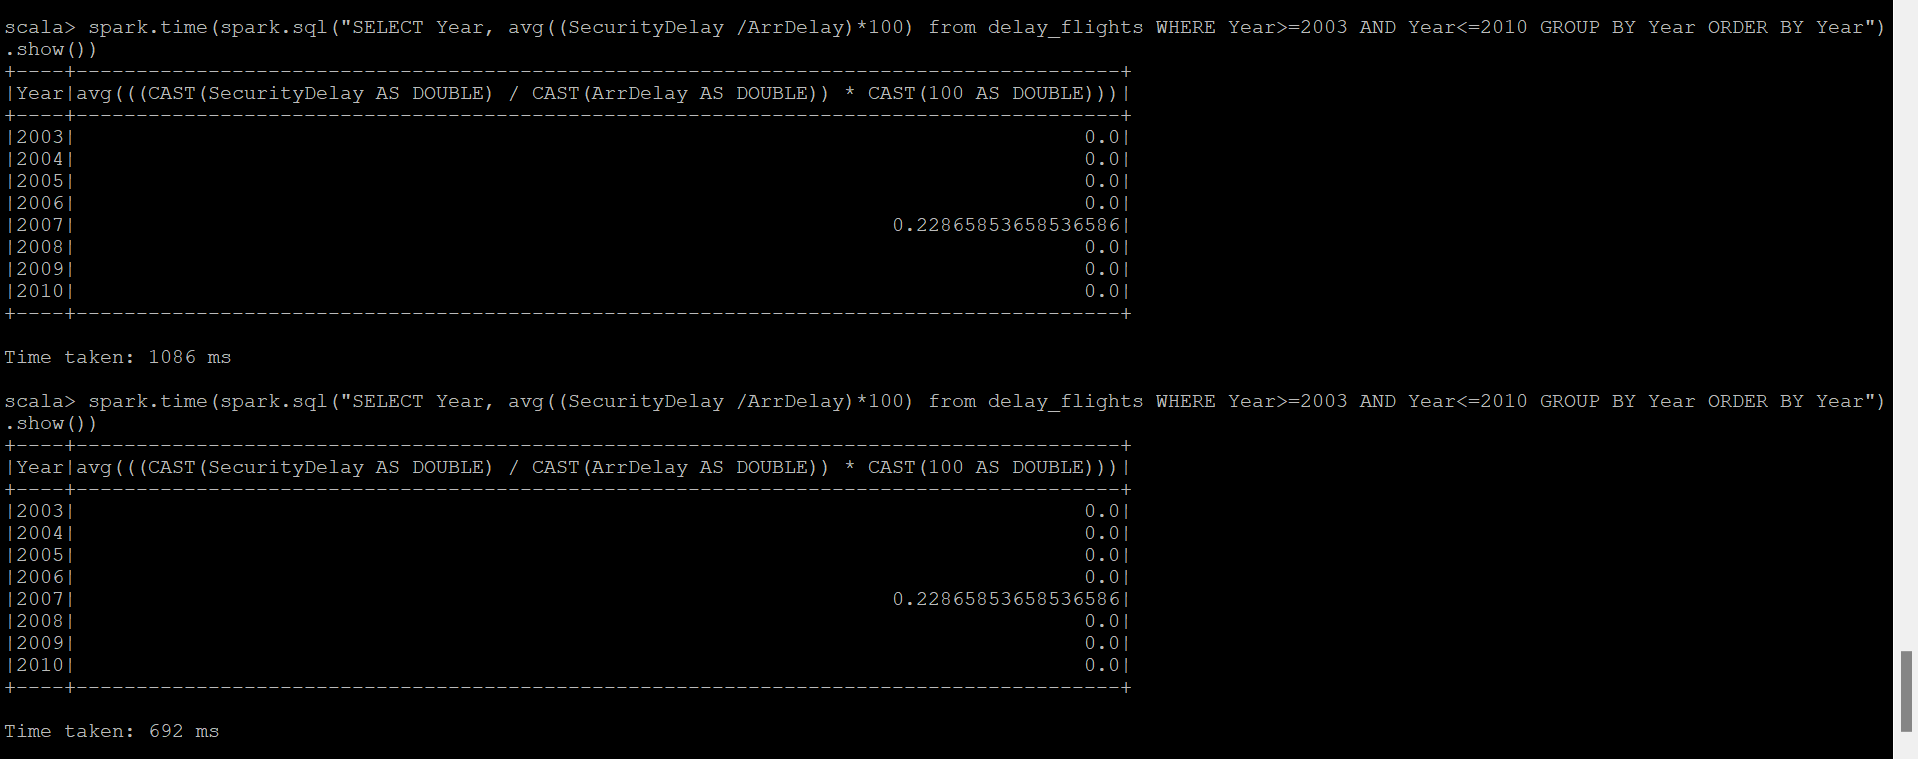 scala> spark.time(spark.sql("SELECT Year, avg((SecurityDelay /ArrDelay)*100) from delay_flights WHERE Year>=2003 AND Year<=2010 GROUP BY Year ORDER BY Year")
.show())
+----+---------------------------------------------------------------------------------------+
|Year|avg(((CAST(SecurityDelay AS DOUBLE) / CAST(ArrDelay AS DOUBLE)) * CAST(100 AS DOUBLE)))|
+----+---------------------------------------------------------------------------------------+
|2003|                                                                                    0.0|
|2004|                                                                                    0.0|
|2005|                                                                                    0.0|
|2006|                                                                                    0.0|
|2007|                                                                    0.22865853658536586|
|2008|                                                                                    0.0|
|2009|                                                                                    0.0|
|2010|                                                                                    0.0|
+----+---------------------------------------------------------------------------------------+
Time taken: 1086 ms
scala> spark.time(spark.sql("SELECT Year, avg((SecurityDelay /ArrDelay)*100) from delay_flights WHERE Year>=2003 AND Year<=2010 GROUP BY Year ORDER BY Year")
.show())
+----+---------------------------------------------------------------------------------------+
|Year|avg(((CAST(SecurityDelay AS DOUBLE) / CAST(ArrDelay AS DOUBLE)) * CAST(100 AS DOUBLE)))|
+----+---------------------------------------------------------------------------------------+
|2003|                                                                                    0.0|
|2004|                                                                                    0.0|
|2005|                                                                                    0.0|
|2006|                                                                                    0.0|
|2007|                                                                    0.22865853658536586|
|2008|                                                                                    0.0|
|2009|                                                                                    0.0|
|2010|                                                                                    0.0|
+----+---------------------------------------------------------------------------------------+
Time taken: 692 ms